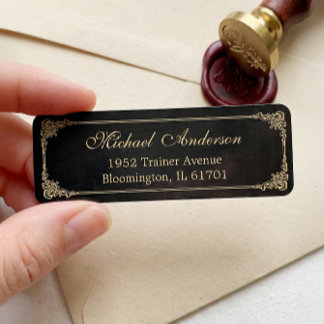 Michael Anderson
1952 Trainer Avenue
Bloomington, IL 61701